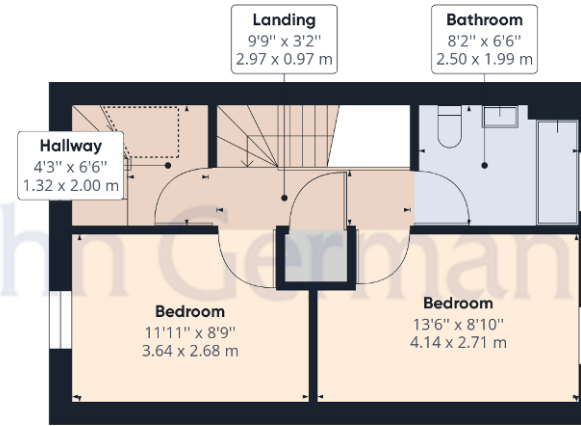 Landing
9'9" x 3'2"
2.97 x 0.97 m
Bathroom
8'2" x 6'6"
2.50 x 1.99 m
Hallway
4'3" x 6'6"
1.32 x 2.00 m
hn German
Bedroom
11'11" x 8'9"
3.64 x 2.68 m
Bedroom
13'6" x 8'10"
4.14 x 2.71 m